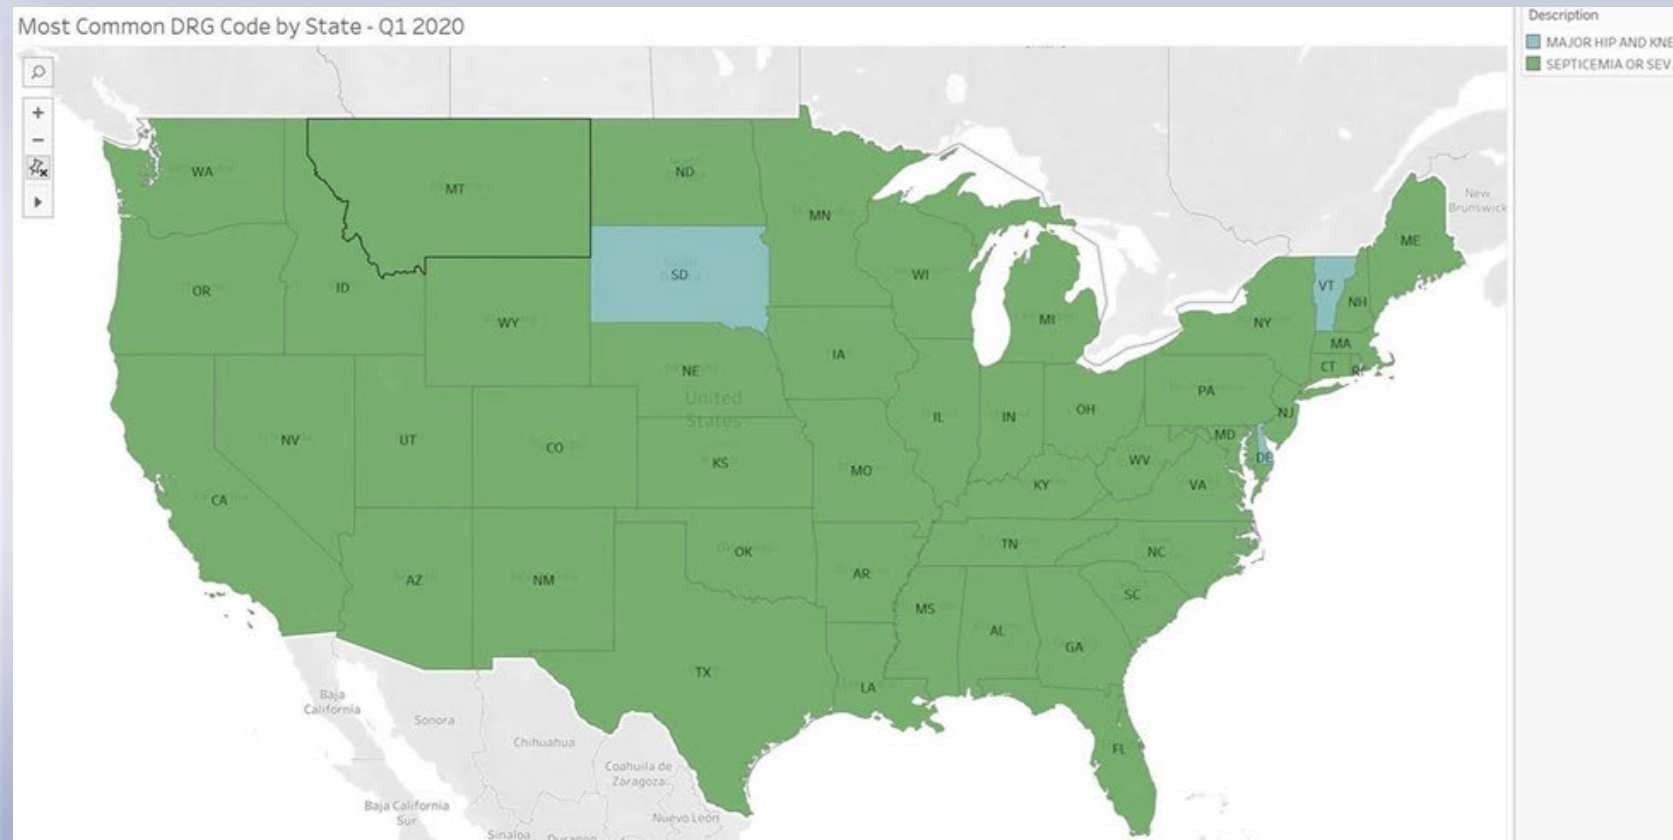 Most Common DRG Code by State - Q1 2020
Description
MAJOR HIP AND KNE
SEPTICEMIA OR SEV.
WA
MT
ND
MN
OR
ID
WY
SD
WI
MI
NY
VT
NH
ME
MA
CT
NE
IA
PA
NJ
NV
UT
CO
United
States
KS
MO
IL
IN
OH
MD
WV
VA
KY
CA
AZ
NM
OK
AR
TN
NC
SC
MS
AL
GA
TX
LA
FL
New
Brunswick
Baja
California
Sonora
Chihuahua
Coahuila de
Zaragoza
Nuevo León
Baja California
Sur
Sinaloa
Durango